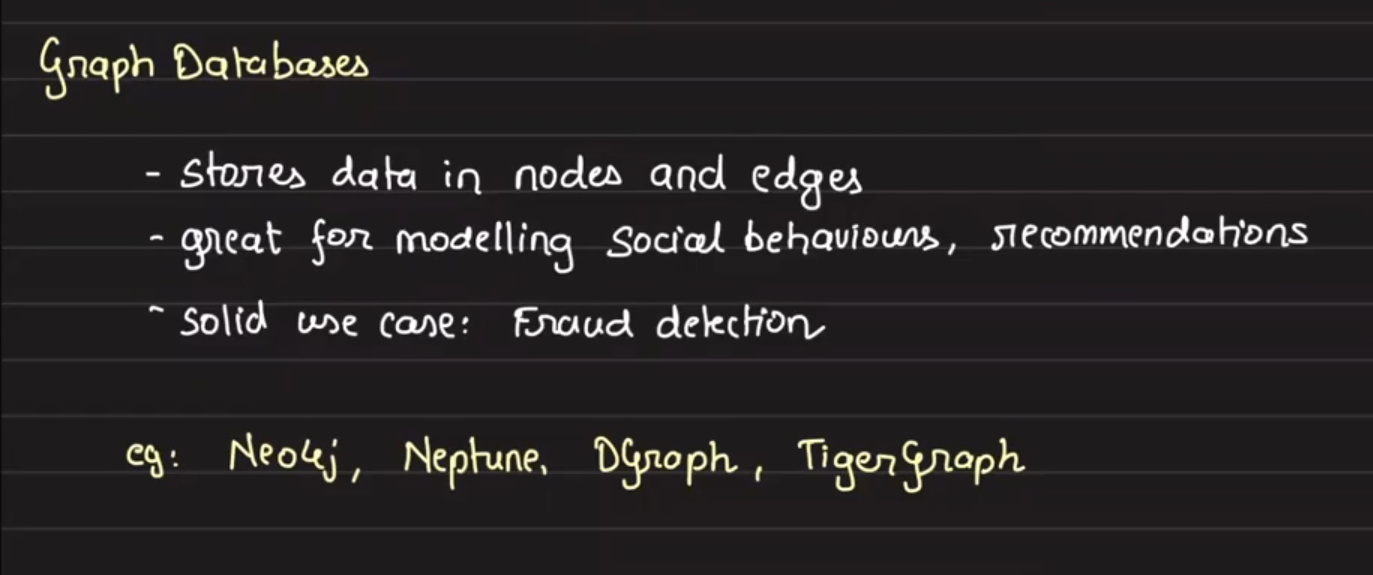 Graph Databases
- stores data in nodes and edges
- great for modelling social behaviours, recommendations
- solid use case: Fraud detection
eg: Neo4j, Neptune, DGraph, TigerGraph